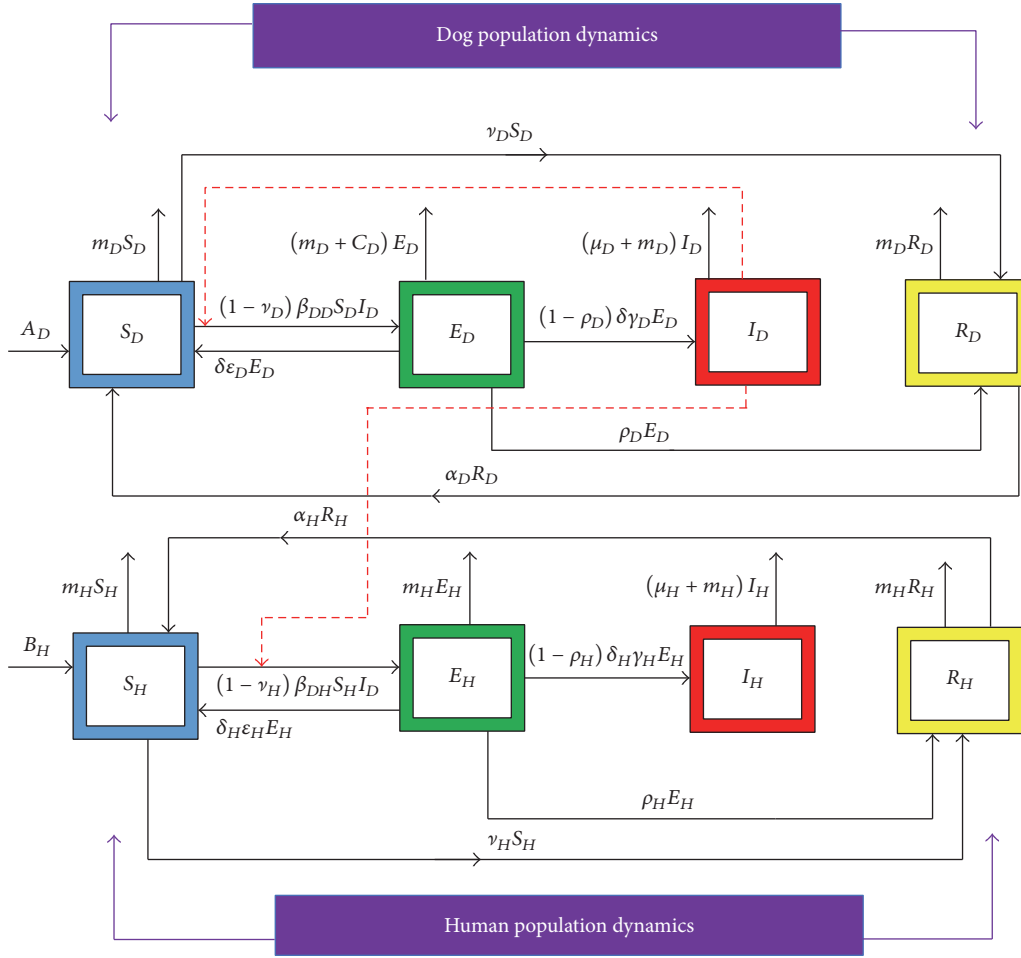 Dog population dynamics
ν_D S_D
m_D S_D
(m_D + C_D) E_D
(μ_D + m_D) I_D
m_D R_D
A_D
S_D
(1 − ν_D) β_DD S_D I_D
E_D
(1 − ρ_D) δγ_D E_D
I_D
R_D
δε_D E_D
ρ_D E_D
α_D R_D
α_H R_H
m_H S_H
m_H E_H
(μ_H + m_H) I_H
m_H R_H
B_H
S_H
(1 − ν_H) β_DH S_H I_D
E_H
(1 − ρ_H) δ_H γ_H E_H
I_H
R_H
δ_H ε_H E_H
ρ_H E_H
ν_H S_H
Human population dynamics